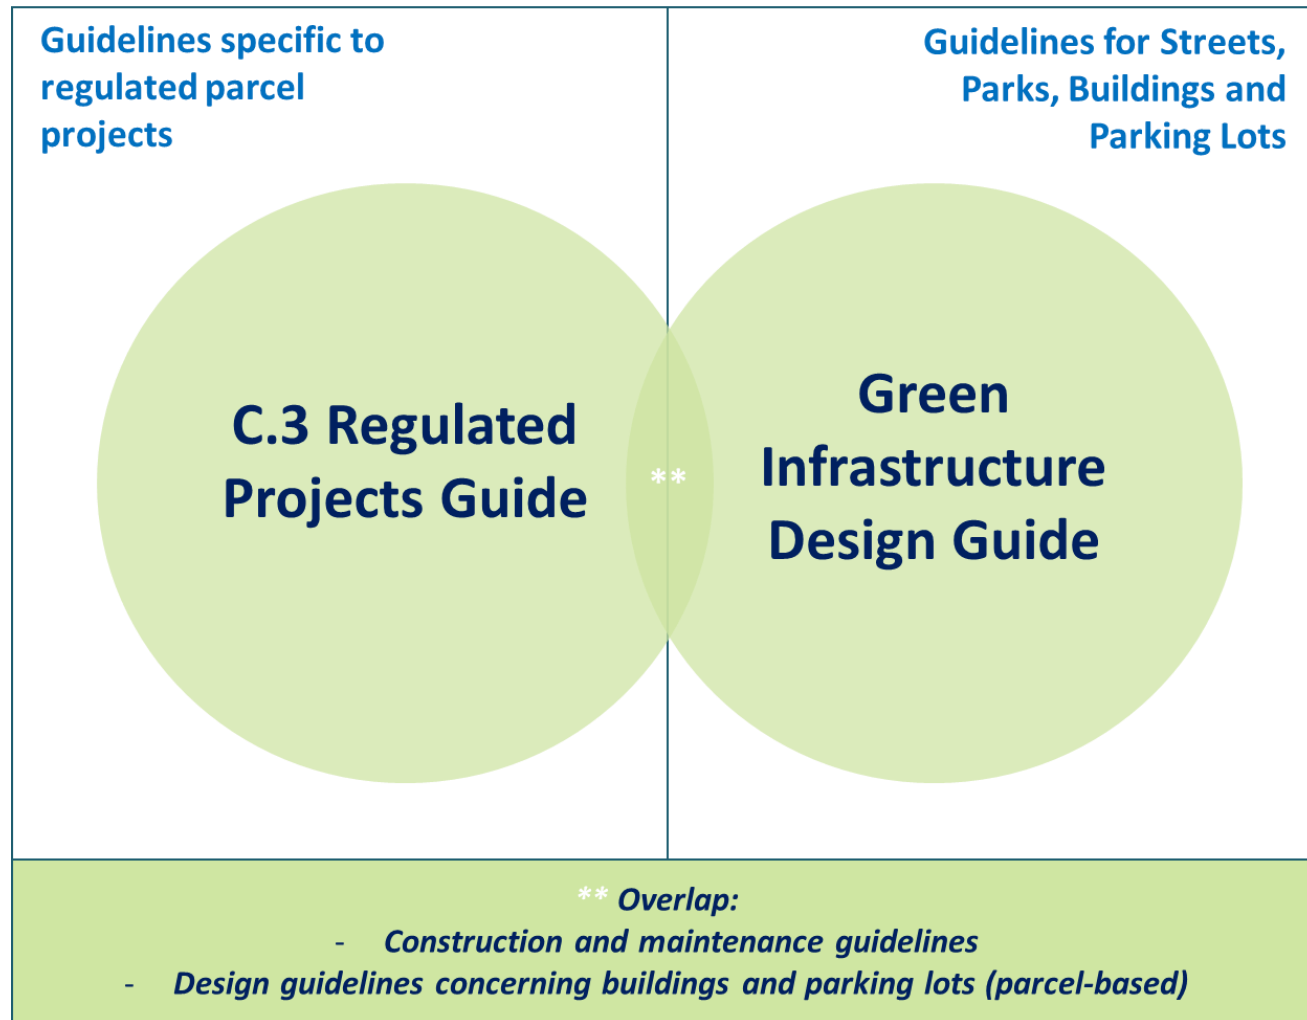 Guidelines specific to
regulated parcel
projects
Guidelines for Streets,
Parks, Buildings and
Parking Lots
C.3 Regulated
Projects Guide
**
Green
Infrastructure
Design Guide
** Overlap:
- Construction and maintenance guidelines
- Design guidelines concerning buildings and parking lots (parcel-based)